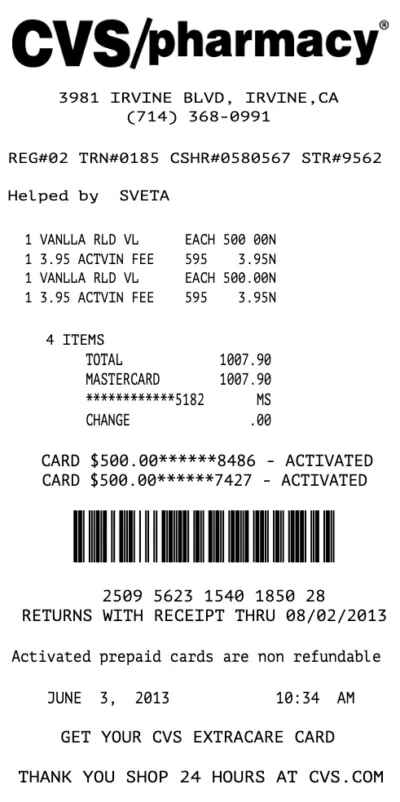 CVS/pharmacy®
3981 IRVINE BLVD, IRVINE,CA
(714) 368-0991
REG#02 TRN#0185 CSHR#0580567 STR#9562
Helped by SVETA
1 VANLLA RLD VL EACH 500 00N
1 3.95 ACTVIN FEE 595 3.95N
1 VANLLA RLD VL EACH 500.00N
1 3.95 ACTVIN FEE 595 3.95N
4 ITEMS
TOTAL 1007.90
MASTERCARD 1007.90
************5182 MS
CHANGE .00
CARD $500.00******8486 - ACTIVATED
CARD $500.00******7427 - ACTIVATED
2509 5623 1540 1850 28
RETURNS WITH RECEIPT THRU 08/02/2013
Activated prepaid cards are non refundable
JUNE 3, 2013 10:34 AM
GET YOUR CVS EXTRACARE CARD
THANK YOU SHOP 24 HOURS AT CVS.COM